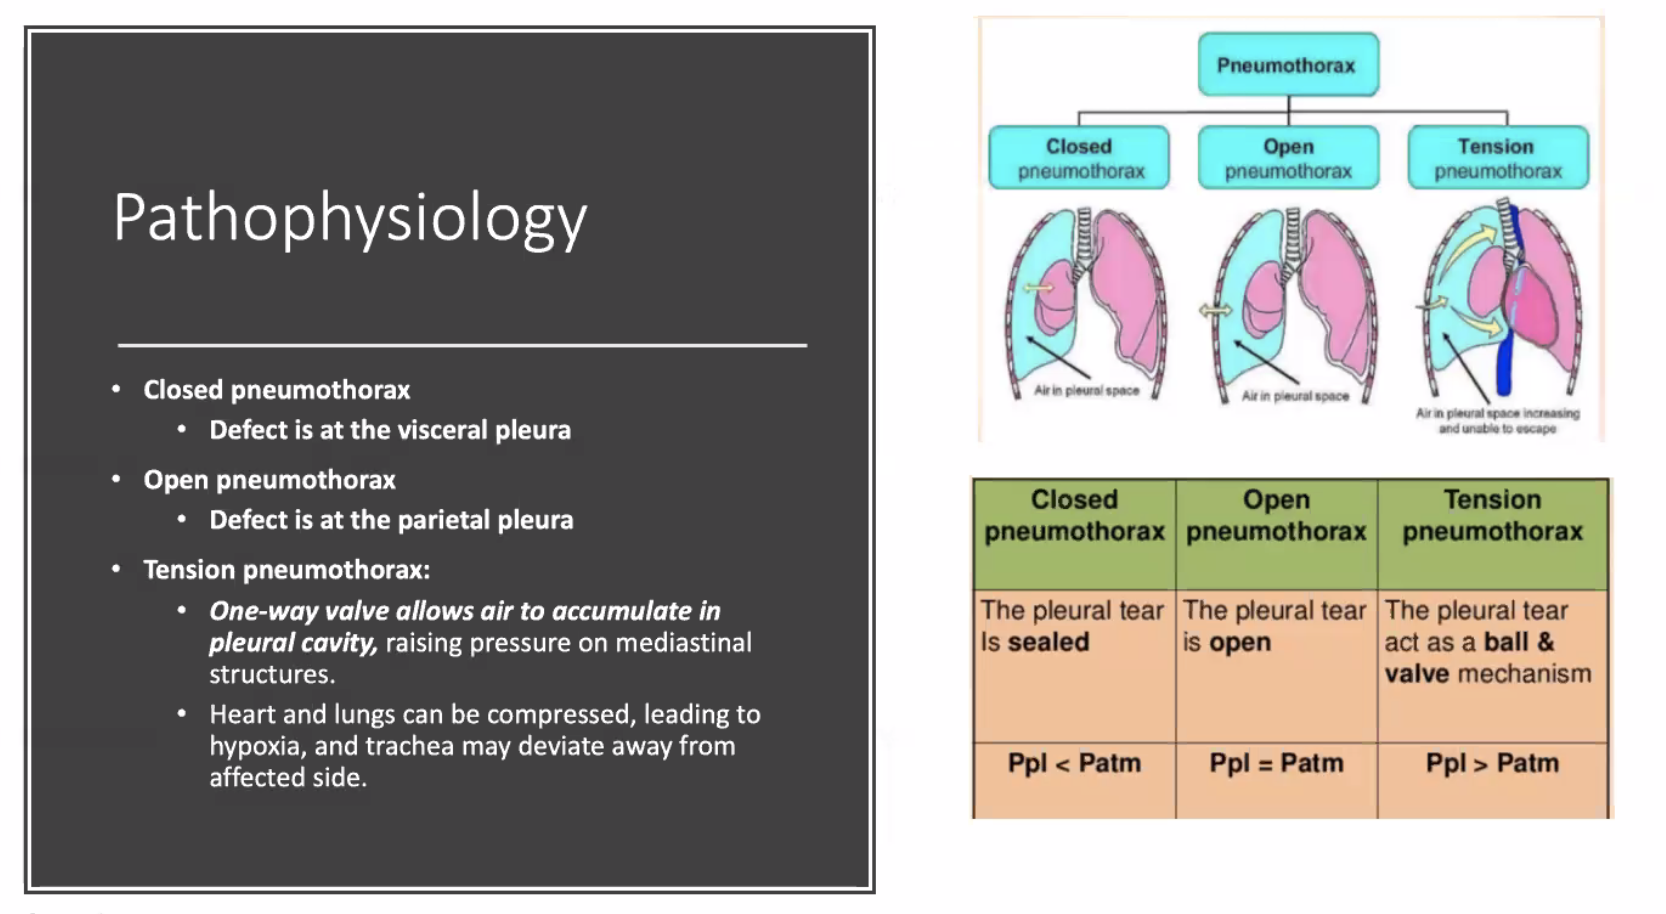 Pathophysiology
• Closed pneumothorax
• Defect is at the visceral pleura
• Open pneumothorax
• Defect is at the parietal pleura
• Tension pneumothorax:
• One-way valve allows air to accumulate in
pleural cavity, raising pressure on mediastinal
structures.
• Heart and lungs can be compressed, leading to
hypoxia, and trachea may deviate away from
affected side.
Pneumothorax
Closed
pneumothorax
Open
pneumothorax
Tension
pneumothorax
Air in pleural space
Air in pleural space
Air in pleural space increasing
and unable to escape
Closed
pneumothorax
Open
pneumothorax
Tension
pneumothorax
The pleural tear
Is sealed
The pleural tear
is open
The pleural tear
act as a ball &
valve mechanism
Ppl < Patm
Ppl = Patm
Ppl > Patm